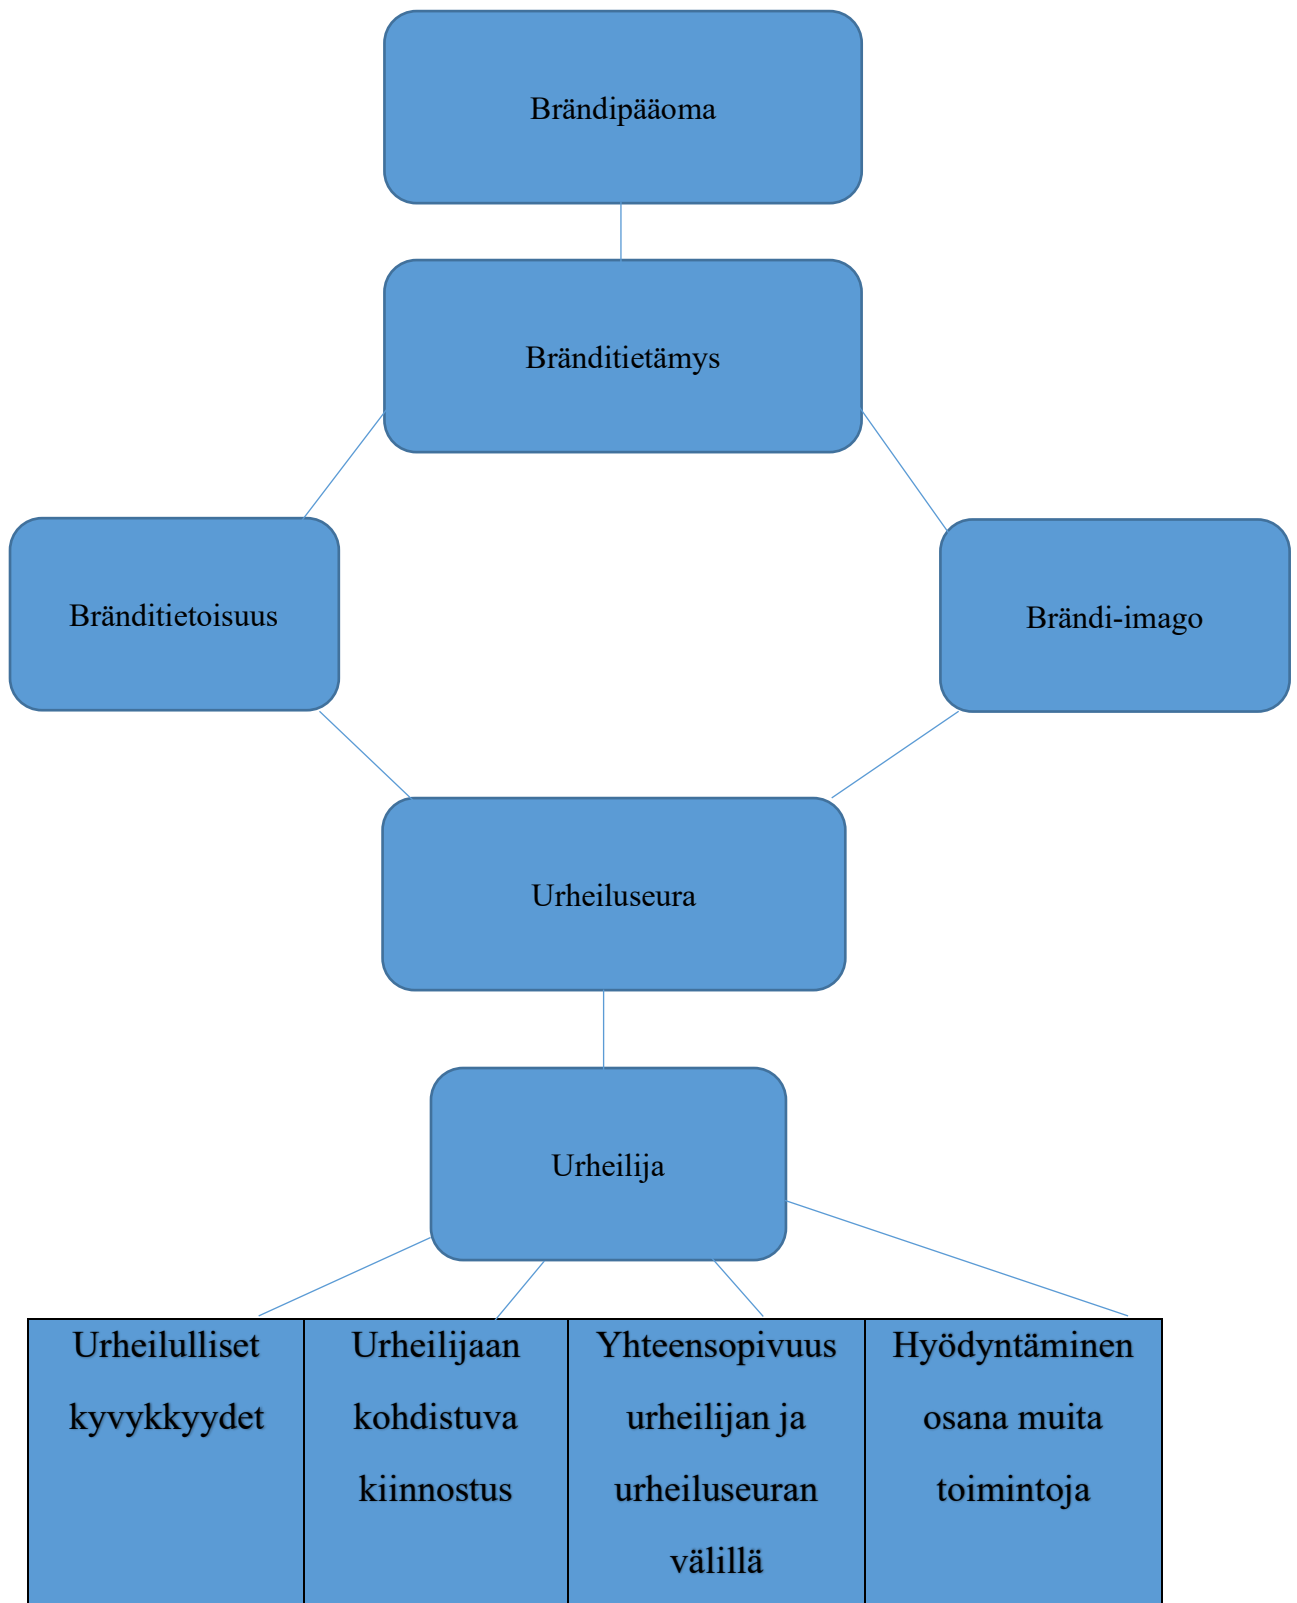 Brändipääoma
Bränditietämys
Bränditietoisuus
Brändi-imago
Urheiluseura
Urheilija
Urheilulliset
kyvykkyydet
Urheilijaan
kohdistuva
kiinnostus
Yhteensopivuus
urheilijan ja
urheiluseuran
välillä
Hyödyntäminen
osana muita
toimintoja